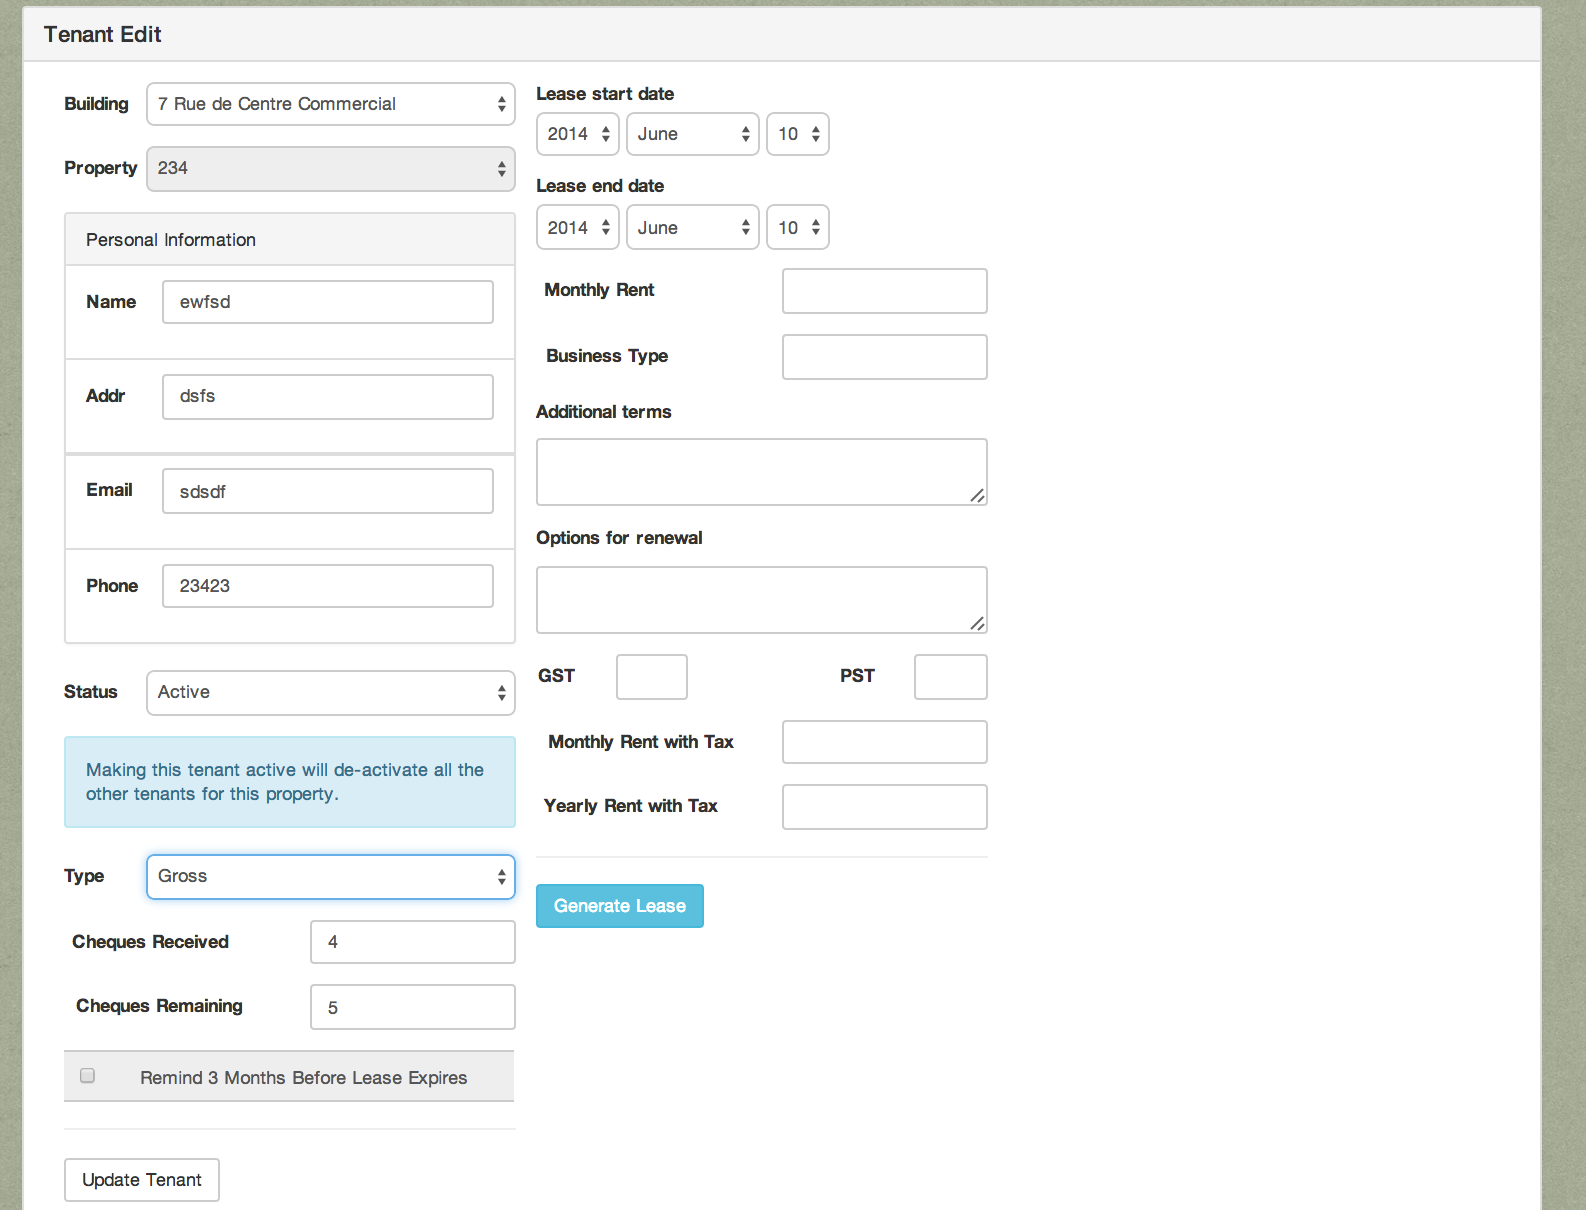 Tenant Edit
Building 7 Rue de Centre Commercial
Property 234
Personal Information
Name ewfsd
Addr dsfs
Email sdsdf
Phone 23423
Status Active
Making this tenant active will de-activate all the
other tenants for this property.
Type Gross
Cheques Received 4
Cheques Remaining 5
Remind 3 Months Before Lease Expires
Update Tenant
Lease start date
2014 June 10
Lease end date
2014 June 10
Monthly Rent
Business Type
Additional terms
Options for renewal
GST PST
Monthly Rent with Tax
Yearly Rent with Tax
Generate Lease